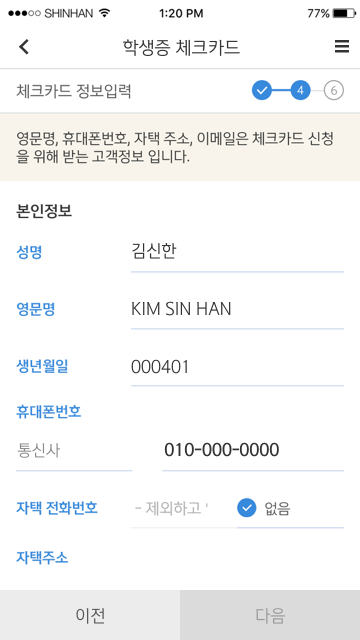 SHINHAN 1:20 PM 77%
학생증 체크카드
체크카드 정보입력 4 6
영문명, 휴대폰번호, 자택 주소, 이메일은 체크카드 신청
을 위해 받는 고객정보 입니다.
본인정보
성명 김신한
영문명 KIM SIN HAN
생년월일 000401
휴대폰번호
통신사 010-000-0000
자택 전화번호 - 제외하고 ' 없음
자택주소
이전 다음